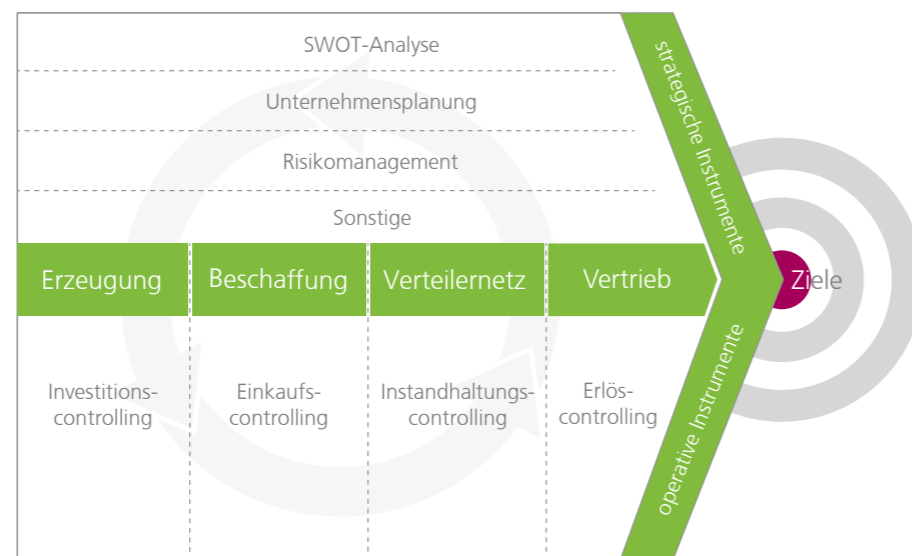 SWOT-Analyse
Unternehmensplanung
Risikomanagement
Sonstige
strategische Instrumente
Erzeugung
Beschaffung
Verteilernetz
Vertrieb
Ziele
Investitions-
controlling
Einkaufs-
controlling
Instandhaltungs-
controlling
Erlös-
controlling
operative Instrumente